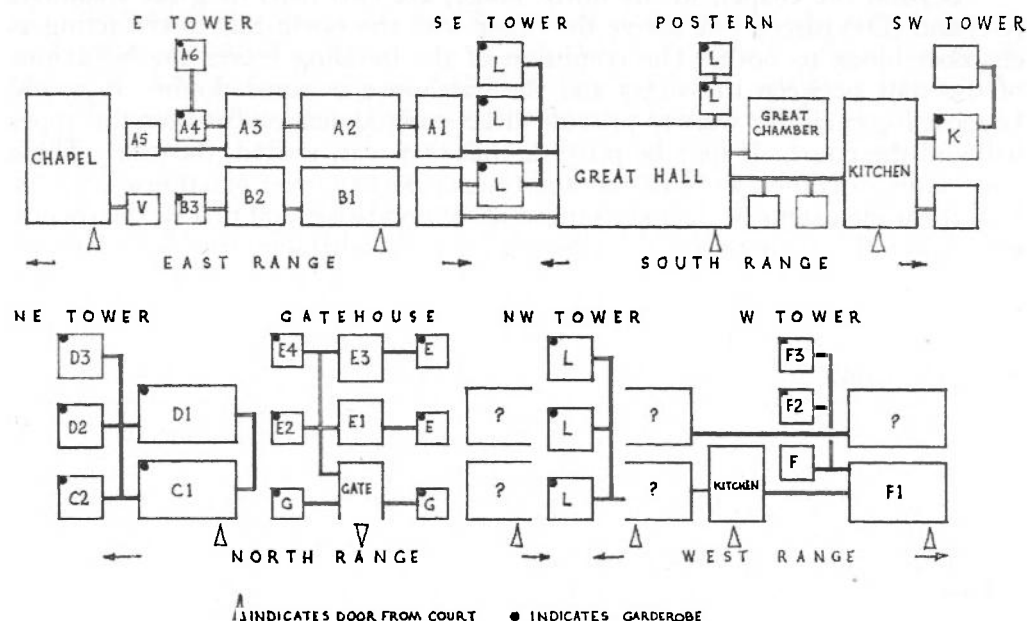 E TOWER SE TOWER POSTERN SW TOWER
A6 L L
A4 A3 A2 A1 L L GREAT CHAMBER K
A5
CHAPEL GREAT HALL KITCHEN
V B3 B2 B1 L
EAST RANGE SOUTH RANGE
NE TOWER GATEHOUSE NW TOWER W TOWER
D3 E4 E3 E L F3
D2 D1 E2 E1 E ? L ? F2 ?
C2 C1 G GATE G ? L ? KITCHEN F F1
NORTH RANGE WEST RANGE
INDICATES DOOR FROM COURT INDICATES GARDEROBE